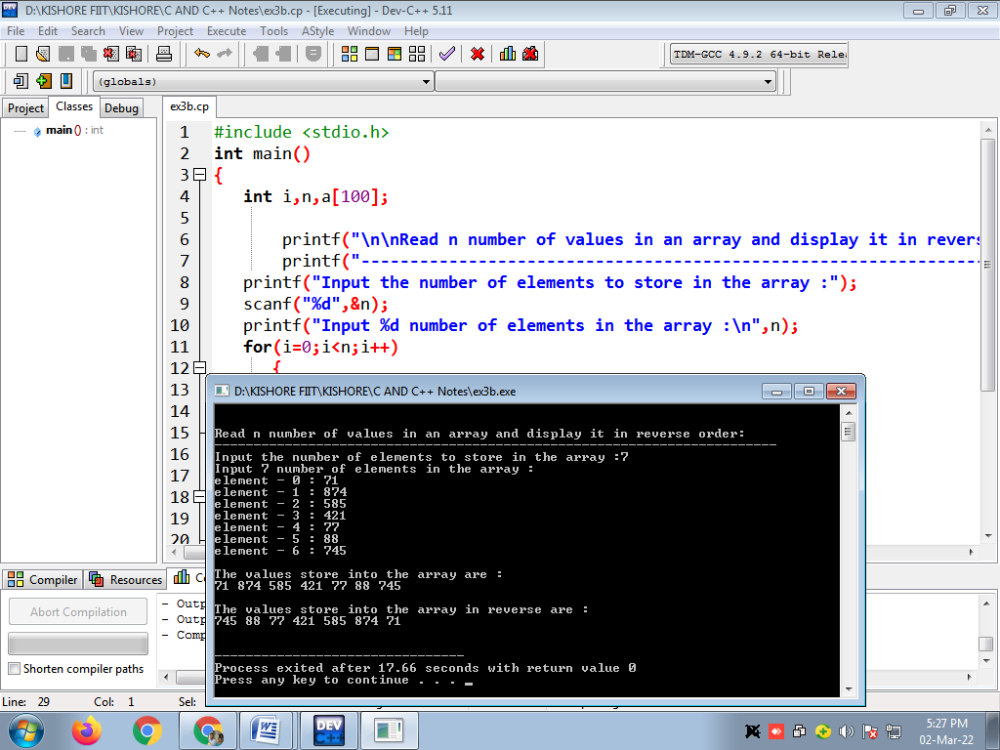 D:\KISHORE FIIT\KISHORE\C AND C++ Notes\ex3b.cp - [Executing] - Dev-C++ 5.11
File Edit Search View Project Execute Tools AStyle Window Help
TDM-GCC 4.9.2 64-bit Rele
(globals)
Project Classes Debug
ex3b.cp
main () : int
1 #include <stdio.h>
2 int main()
3 {
4 int i,n,a[100];
5
6 printf("\n\nRead n number of values in an array and display it in revers
7 printf("----------------------------------------------------------------
8 printf("Input the number of elements to store in the array :");
9 scanf("%d",&n);
10 printf("Input %d number of elements in the array :\n",n);
11 for(i=0;i<n;i++)
12 {
13
14
15
16
17
18
19
20
D:\KISHORE FIIT\KISHORE\C AND C++ Notes\ex3b.exe
Read n number of values in an array and display it in reverse order:
------------------------------------------------------------------------
Input the number of elements to store in the array :7
Input 7 number of elements in the array :
element - 0 : 71
element - 1 : 874
element - 2 : 585
element - 3 : 421
element - 4 : 77
element - 5 : 88
element - 6 : 745
The values store into the array are :
71 874 585 421 77 88 745
The values store into the array in reverse are :
745 88 77 421 585 874 71
--------------------------------
Process exited after 17.66 seconds with return value 0
Press any key to continue . . . _
Compiler Resources Co
Abort Compilation
Shorten compiler paths
- Outp
- Outp
- Comp
Line: 29 Col: 1 Sel:
DEV C++
5:27 PM
02-Mar-22